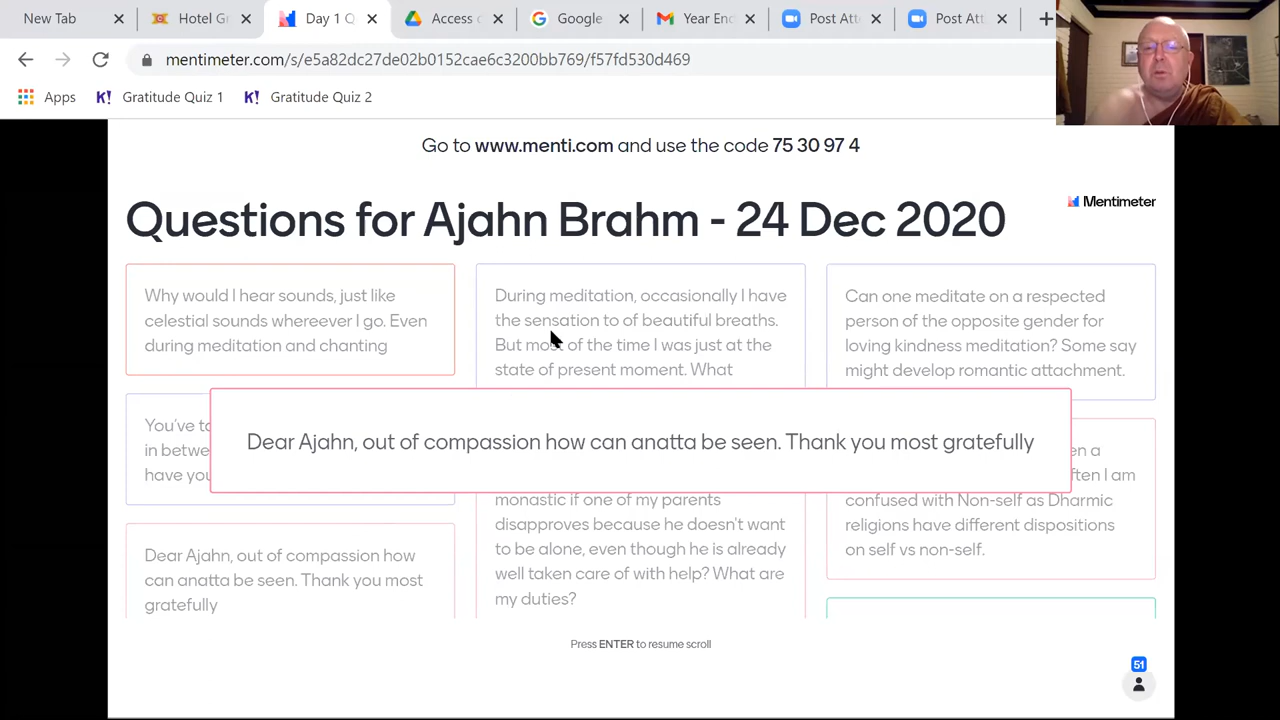 New Tab
Hotel Gr
Day 1 Q
Access
Google
Year End
Post Atte
Post Att
mentimeter.com/s/e5a82dc27de02b0152cae6c3200bb769/f57fd530d469
Apps
K! Gratitude Quiz 1
K! Gratitude Quiz 2
Go to www.menti.com and use the code 75 30 97 4
Questions for Ajahn Brahm - 24 Dec 2020
Mentimeter
Why would I hear sounds, just like
celestial sounds whereever I go. Even
during meditation and chanting
During meditation, occasionally I have
the sensation to of beautiful breaths.
But most of the time I was just at the
state of present moment. What
Can one meditate on a respected
person of the opposite gender for
loving kindness meditation? Some say
might develop romantic attachment.
You've
in betwe
have you
Dear Ajahn, out of compassion how can anatta be seen. Thank you most gratefully
Dear Ajahn, out of compassion how
can anatta be seen. Thank you most
gratefully
monastic if one of my parents
disapproves because he doesn't want
to be alone, even though he is already
well taken care of with help? What are
my duties?
en a
ften I am
confused with Non-self as Dharmic
religions have different dispositions
on self vs non-self.
Press ENTER to resume scroll
51